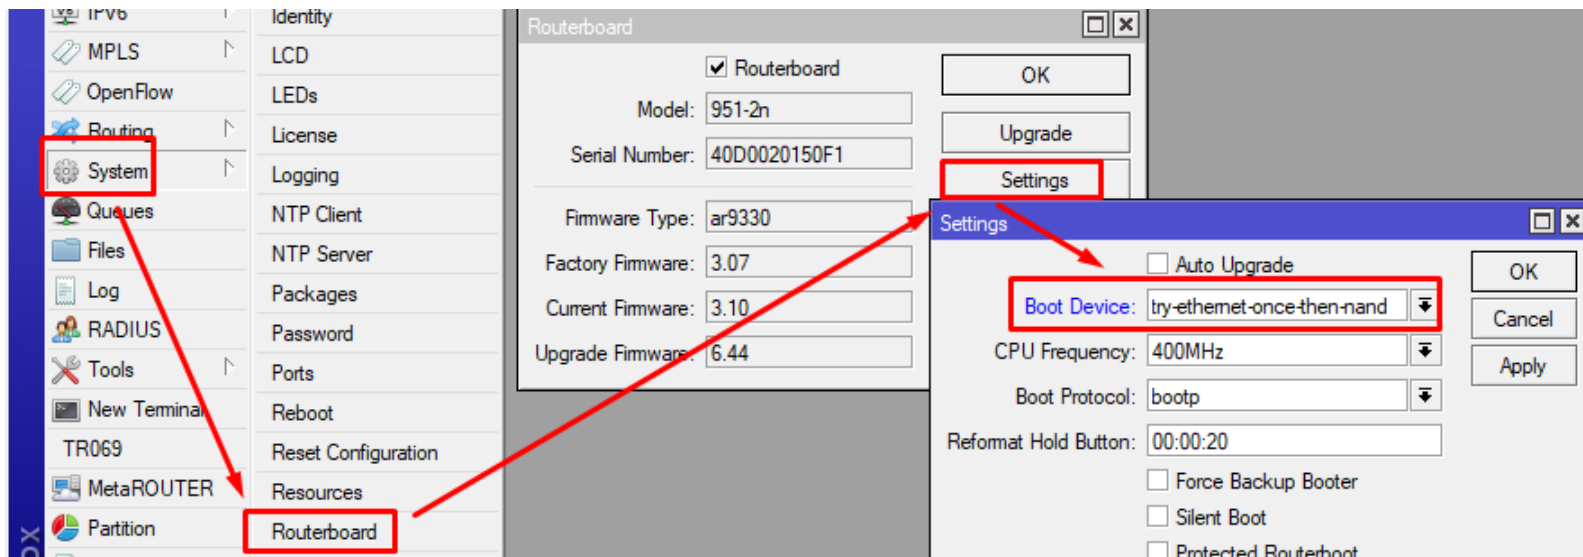 IPV6
MPLS
OpenFlow
Routing
System
Queues
Files
Log
RADIUS
Tools
New Terminal
TR069
MetaROUTER
Partition
Identity
LCD
LEDs
License
Logging
NTP Client
NTP Server
Packages
Password
Ports
Reboot
Reset Configuration
Resources
Routerboard
Routerboard
Routerboard
Model: 951-2n
Serial Number: 40D0020150F1
Firmware Type: ar9330
Factory Firmware: 3.07
Current Firmware: 3.10
Upgrade Firmware: 6.44
OK
Upgrade
Settings
Settings
Auto Upgrade
Boot Device: try-ethernet-once-then-nand
CPU Frequency: 400MHz
Boot Protocol: bootp
Reformat Hold Button: 00:00:20
Force Backup Booter
Silent Boot
Protected Routerboot
OK
Cancel
Apply